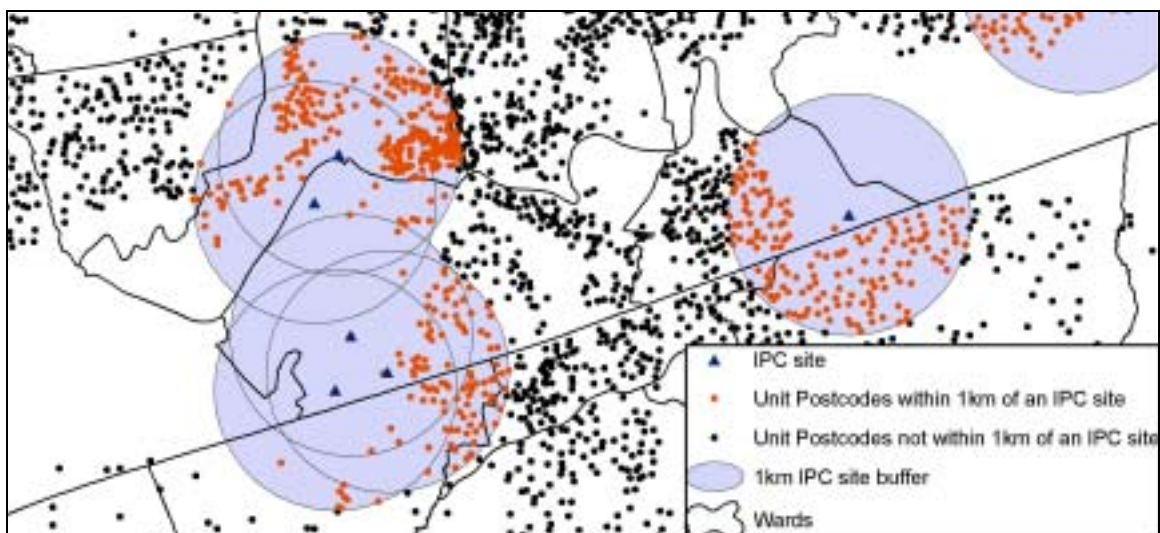 IPC site
Unit Postcodes within 1km of an IPC site
Unit Postcodes not within 1km of an IPC site
1km IPC site buffer
Wards